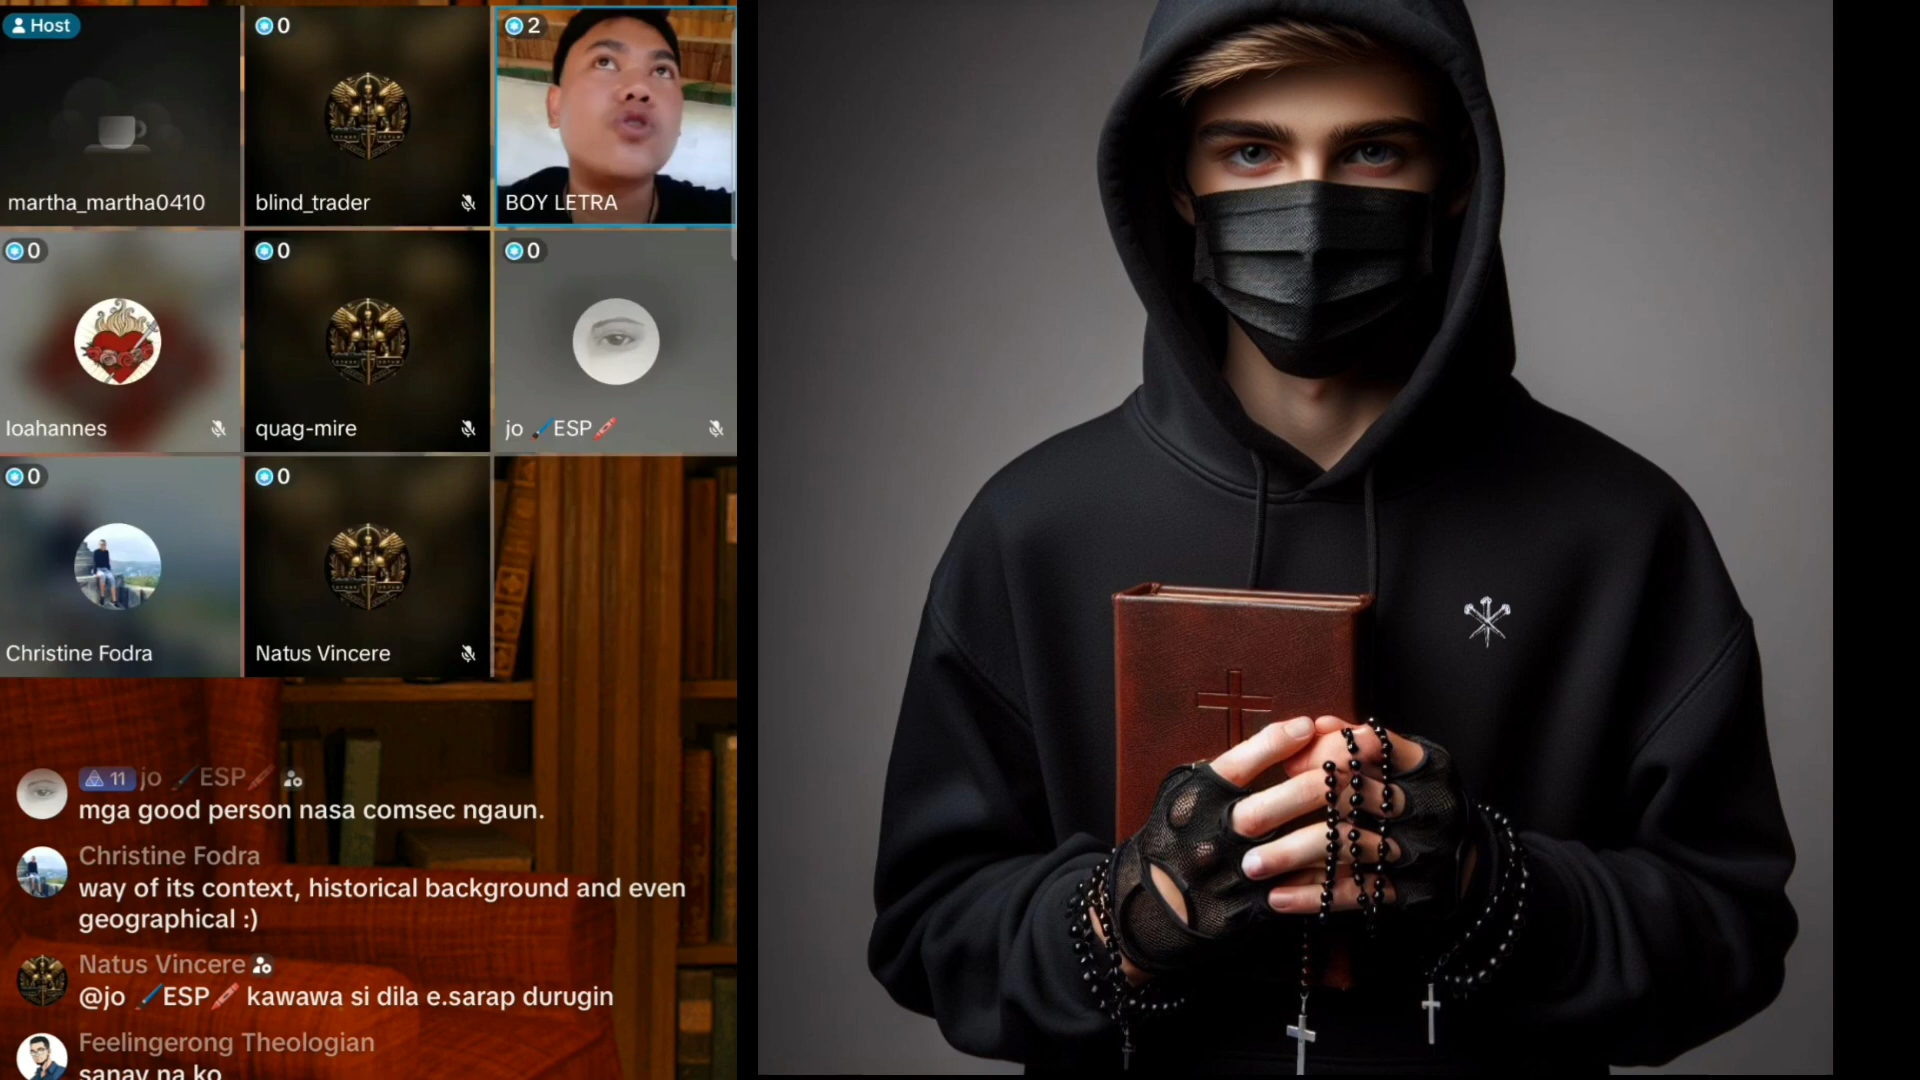 Host
0
2
martha_martha0410
blind_trader
BOY LETRA
0
0
0
Ioahannes
quag-mire
jo 🖌️ESP🖍️
0
0
Christine Fodra
Natus Vincere
11 jo 🖌️ESP🖍️
mga good person nasa comsec ngaun.
Christine Fodra
way of its context, historical background and even
geographical :)
Natus Vincere
@jo 🖌️ESP🖍️ kawawa si dila e.sarap durugin
Feelingerong Theologian
sanay na ko